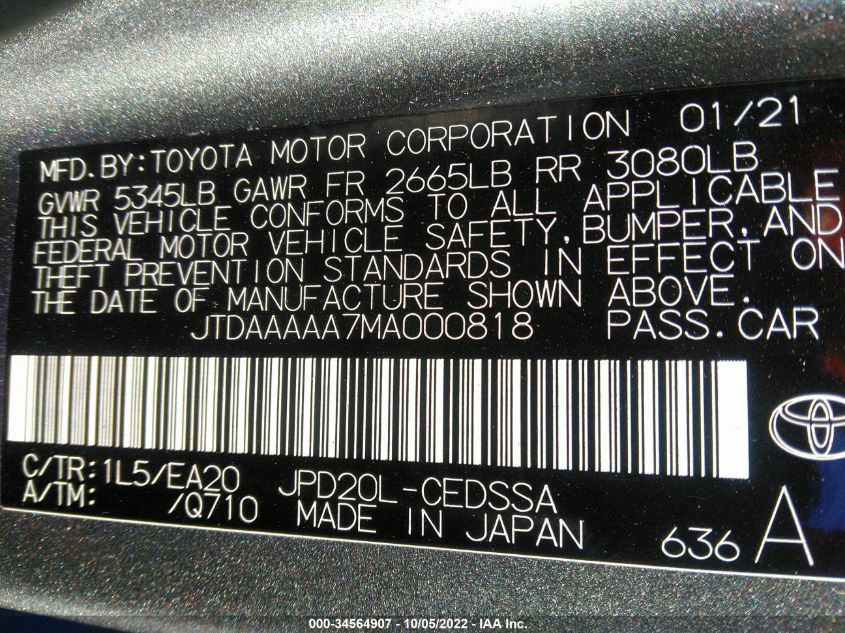 MFD.BY:TOYOTA MOTOR CORPORATION 01/21
GVWR 5345LB GAWR FR 2665LB RR 3080LB
THIS VEHICLE CONFORMS TO ALL APPLICABLE
FEDERAL MOTOR VEHICLE SAFETY,BUMPER,AND
THEFT PREVENTION STANDARDS IN EFFECT ON
THE DATE OF MANUFACTURE SHOWN ABOVE.
JTDAAAAA7MA000818 PASS.CAR
C/TR:1L5/EA20 JPD20L-CEDSSA
A/TM: /Q710 MADE IN JAPAN 636 A
000-34564907 - 10/05/2022 - IAA Inc.